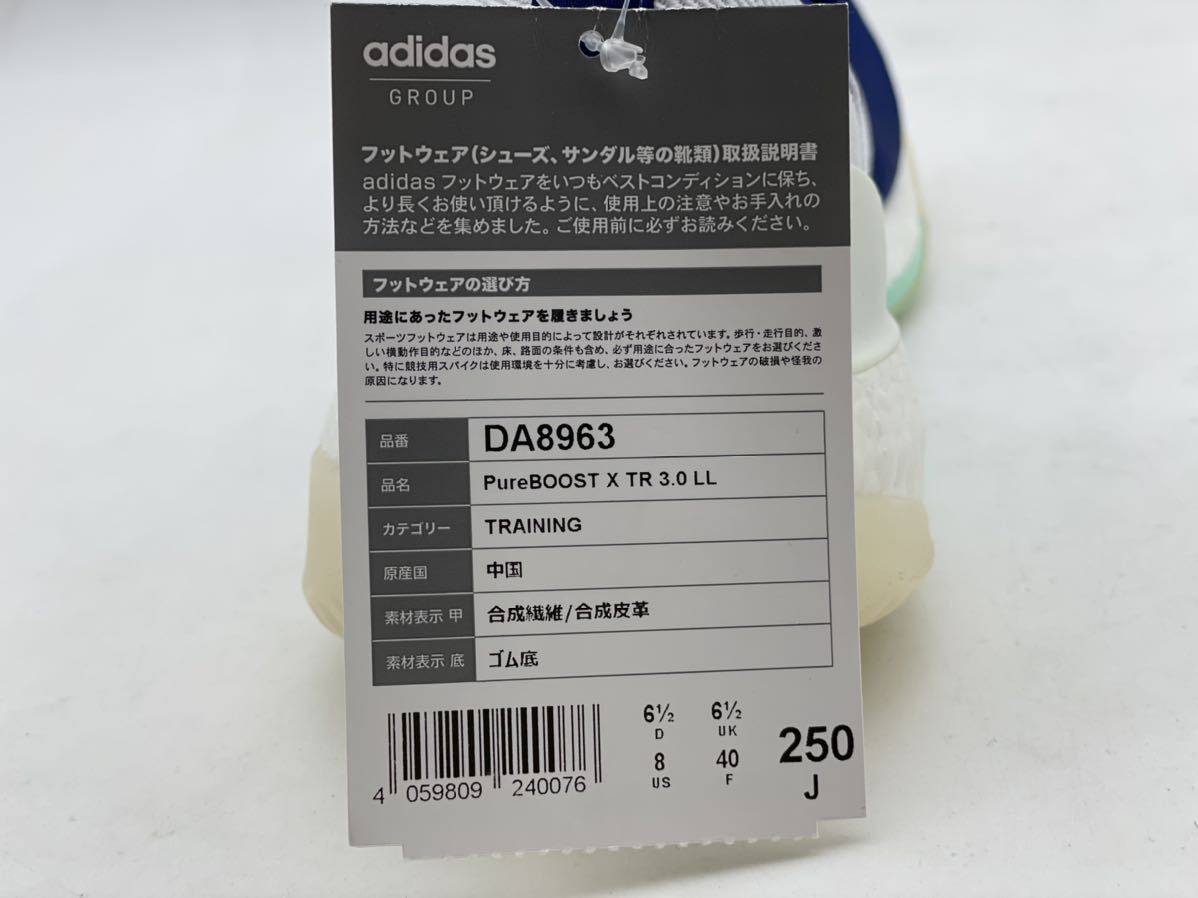 adidas
GROUP
フットウェア(シューズ、サンダル等の靴類)取扱説明書
adidas フットウェアをいつもベストコンディションに保ち、
より長くお使い頂けるように、使用上の注意やお手入れの
方法などを集めました。ご使用前に必ずお読みください。
フットウェアの選び方
用途にあったフットウェアを履きましょう
スポーツフットウェアは用途や使用目的によって設計がそれぞれされています。歩行・走行目的、激
しい横動作目的などのほか、床、路面の条件も含め、必ず用途に合ったフットウェアをお選びくださ
い。特に競技用スパイクは使用環境を十分に考慮し、お選びください。フットウェアの破損や怪我の
原因になります。
品番 DA8963
品名 PureBOOST X TR 3.0 LL
カテゴリー TRAINING
原産国 中国
素材表示 甲 合成繊維/合成皮革
素材表示 底 ゴム底
6½ 6½
D UK
8 40
US F
250
J
4 059809 240076